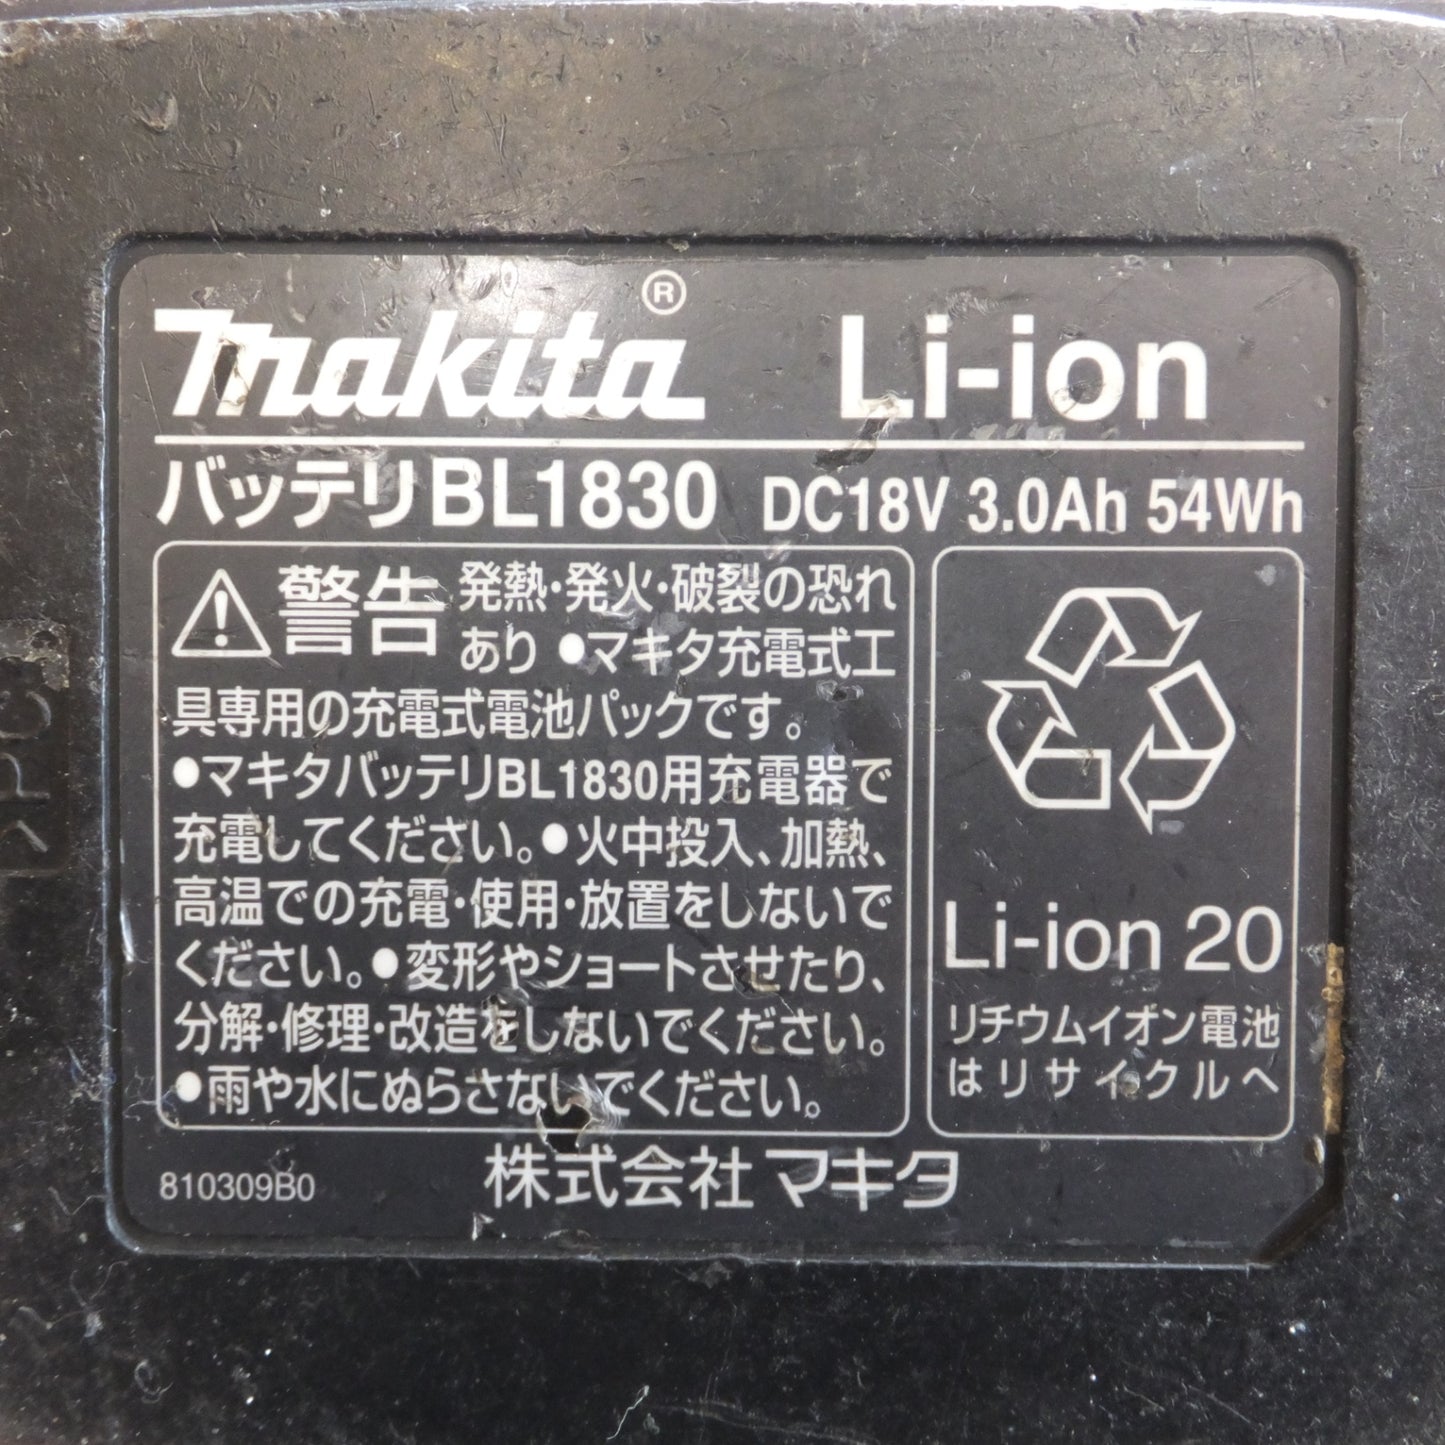 makita®
Li-ion
バッテリBL1830 DC18V 3.0Ah 54Wh
警告 発熱・発火・破裂の恐れ
あり ●マキタ充電式工
具専用の充電式電池パックです。
●マキタバッテリBL1830用充電器で
充電してください。●火中投入、加熱、
高温での充電・使用・放置をしないで
ください。●変形やショートさせたり、
分解・修理・改造をしないでください。
●雨や水にぬらさないでください。
Li-ion 20
リチウムイオン電池
はリサイクルへ
810309B0
株式会社マキタ